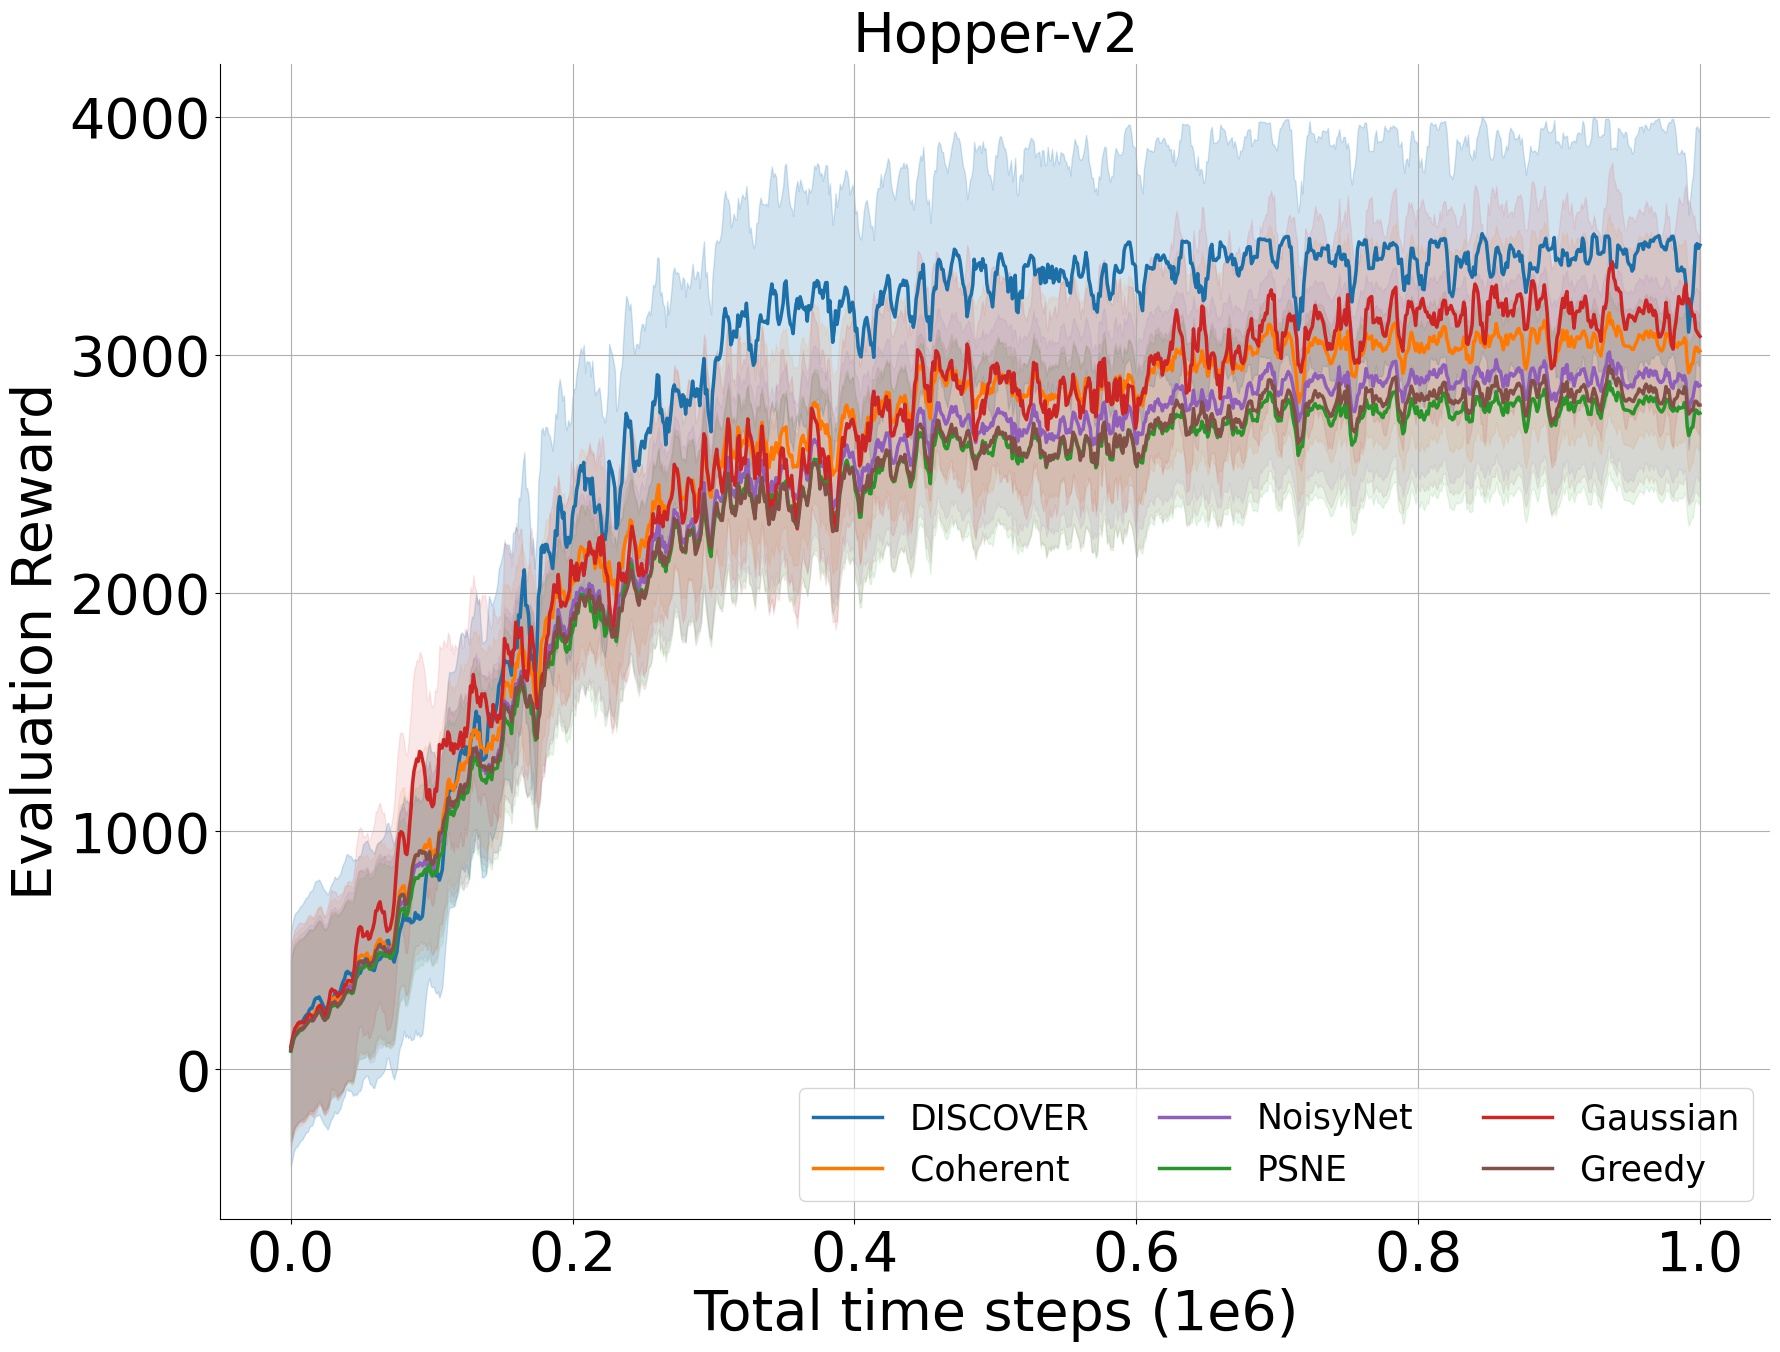 Hopper-v2
Evaluation Reward
4000
3000
2000
1000
0
DISCOVER NoisyNet Gaussian
Coherent PSNE Greedy
0.0 0.2 0.4 0.6 0.8 1.0
Total time steps (1e6)